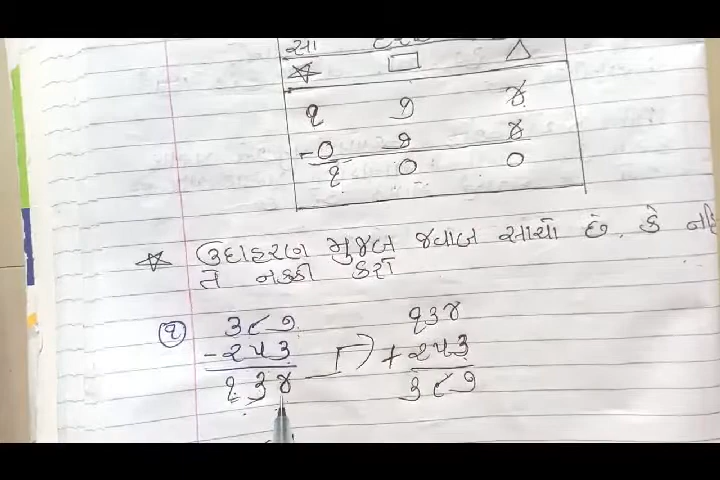 ૧ ૭ ૪
-૦ ૭ ૪
૧ ૦ ૦
ઉદાહરણ મુજબ જવાબ સાચો છે. કે નહિ
તે નક્કી કરો
૧ ૩૮૭ ૧૩૪
-૨૫૩ +૨૫૩
૧૩૪ ૩૮૭